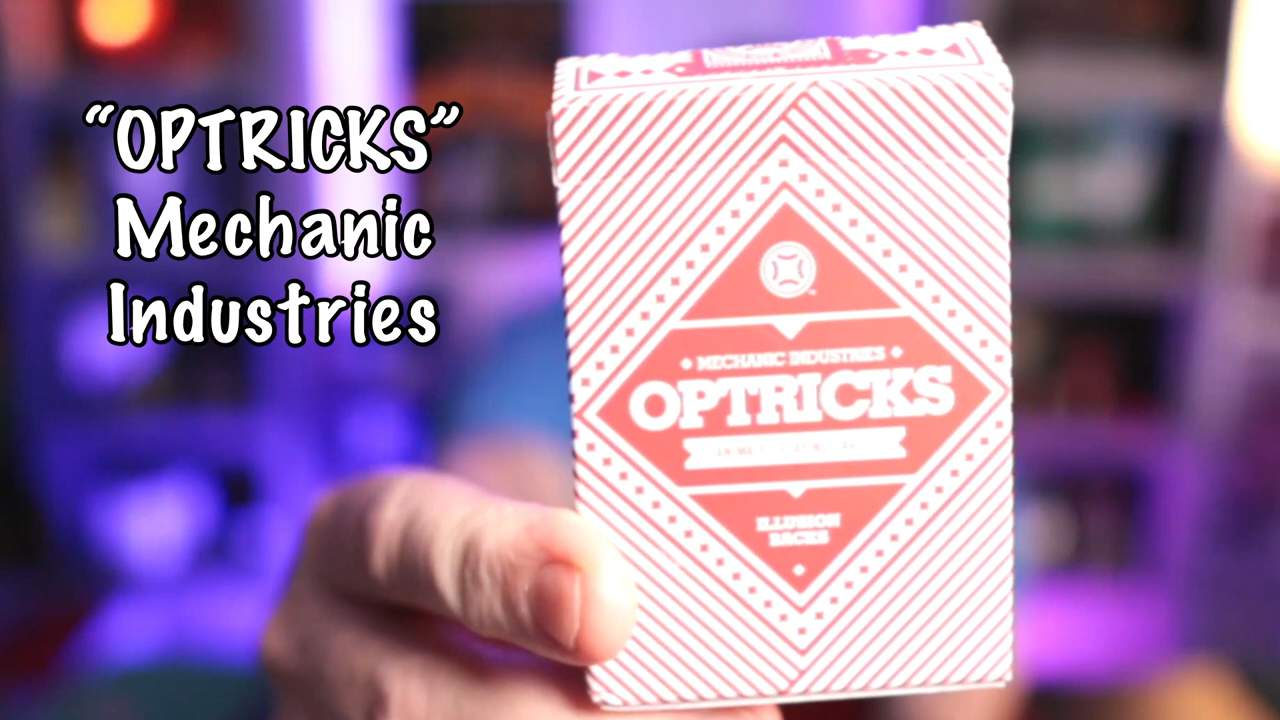 “OPTRICKS”
Mechanic
Industries
MECHANIC INDUSTRIES
OPTRICKS
ILLUSION
BACKS